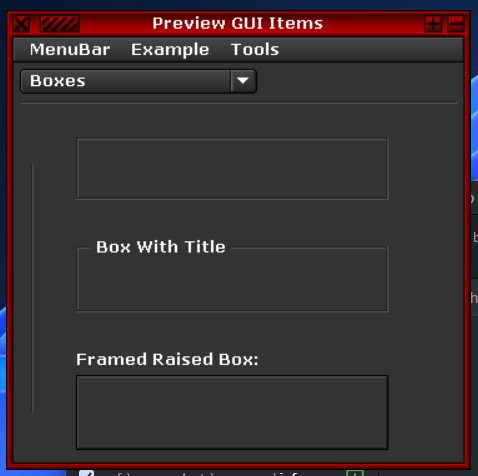 Preview GUI Items
MenuBar Example Tools
Boxes
Box With Title
Framed Raised Box: